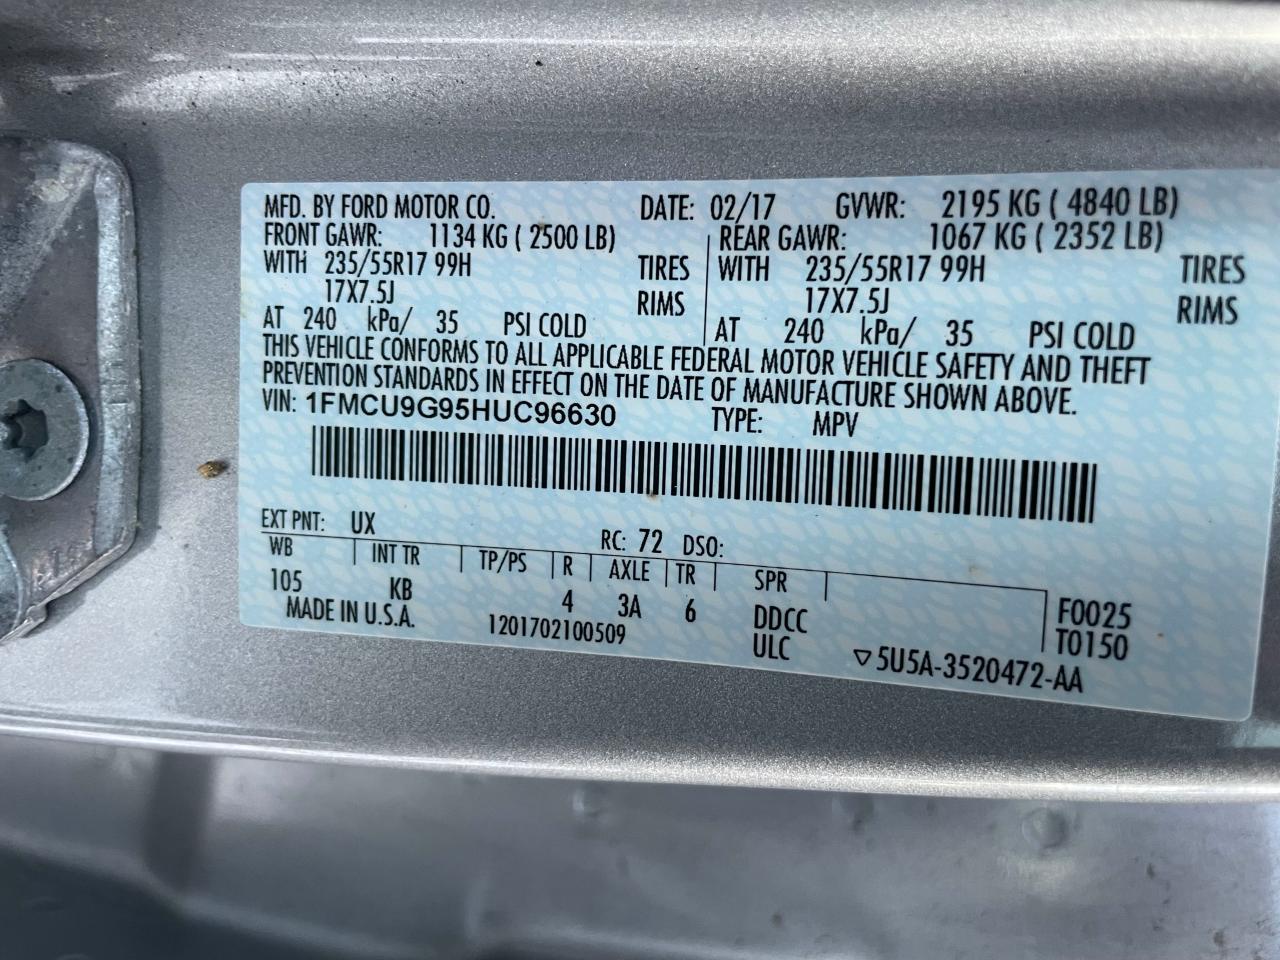 MFD. BY FORD MOTOR CO. DATE: 02/17 GVWR: 2195 KG ( 4840 LB)
FRONT GAWR: 1134 KG ( 2500 LB) REAR GAWR: 1067 KG ( 2352 LB)
WITH 235/55R17 99H TIRES WITH 235/55R17 99H TIRES
17X7.5J RIMS 17X7.5J RIMS
AT 240 kPa/ 35 PSI COLD AT 240 kPa/ 35 PSI COLD
THIS VEHICLE CONFORMS TO ALL APPLICABLE FEDERAL MOTOR VEHICLE SAFETY AND THEFT
PREVENTION STANDARDS IN EFFECT ON THE DATE OF MANUFACTURE SHOWN ABOVE.
VIN: 1FMCU9G95HUC96630 TYPE: MPV
EXT PNT: UX RC: 72 DSO:
WB INT TR TP/PS R AXLE TR SPR
105 KB 4 3A 6 DDCC F0025
MADE IN U.S.A. 1201702100509 ULC T0150
▽5U5A-3520472-AA